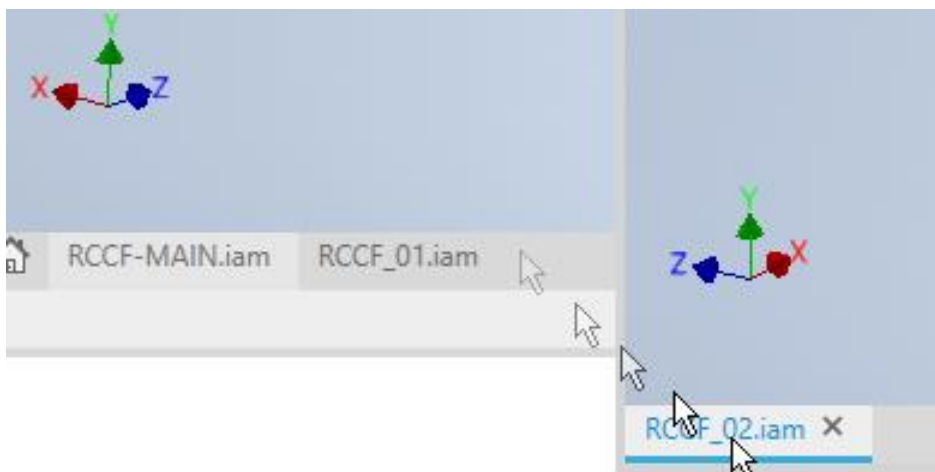 Y
X Z
RCCF-MAIN.iam RCCF_01.iam
Y
Z X
RCCF_02.iam